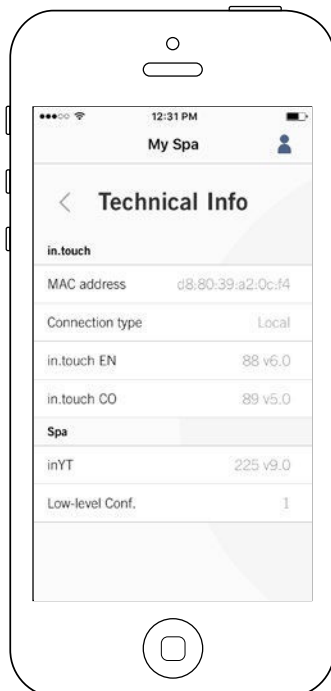 12:31 PM
My Spa
Technical Info
in.touch
MAC address d8:80:39:a2:0c:f4
Connection type Local
in.touch EN 88 v6.0
in.touch CO 89 v5.0
Spa
inYT 225 v9.0
Low-level Conf. 1